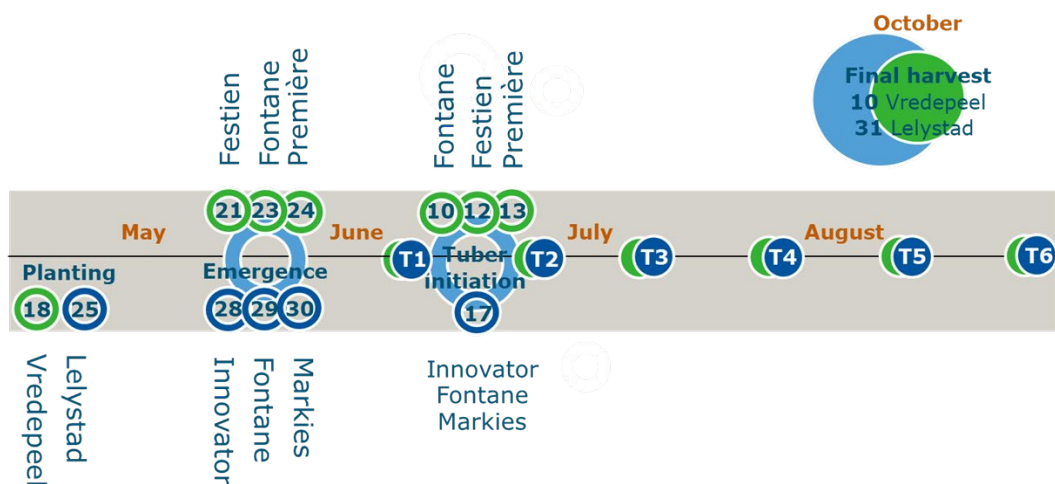 October
Final harvest
10 Vredepeel
31 Lelystad
Festien
Fontane
Première
Fontane
Festien
Première
21
23
24
10
12
13
May
June
July
August
Planting
Emergence
Tuber
initiation
T1
T2
T3
T4
T5
T6
18
25
28
29
30
17
Vredepeel
Lelystad
Innovator
Fontane
Markies
Innovator
Fontane
Markies